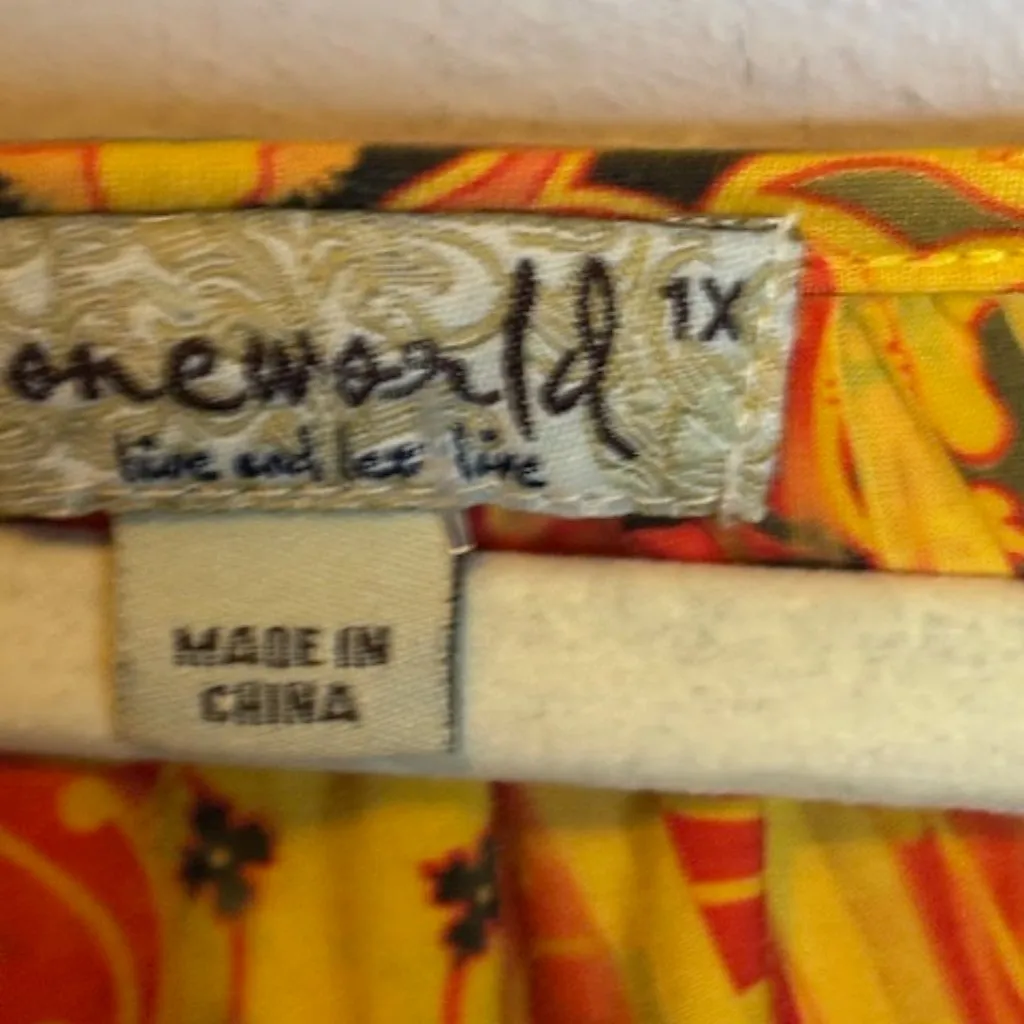 oneworld
1X
live and let live
MADE IN
CHINA